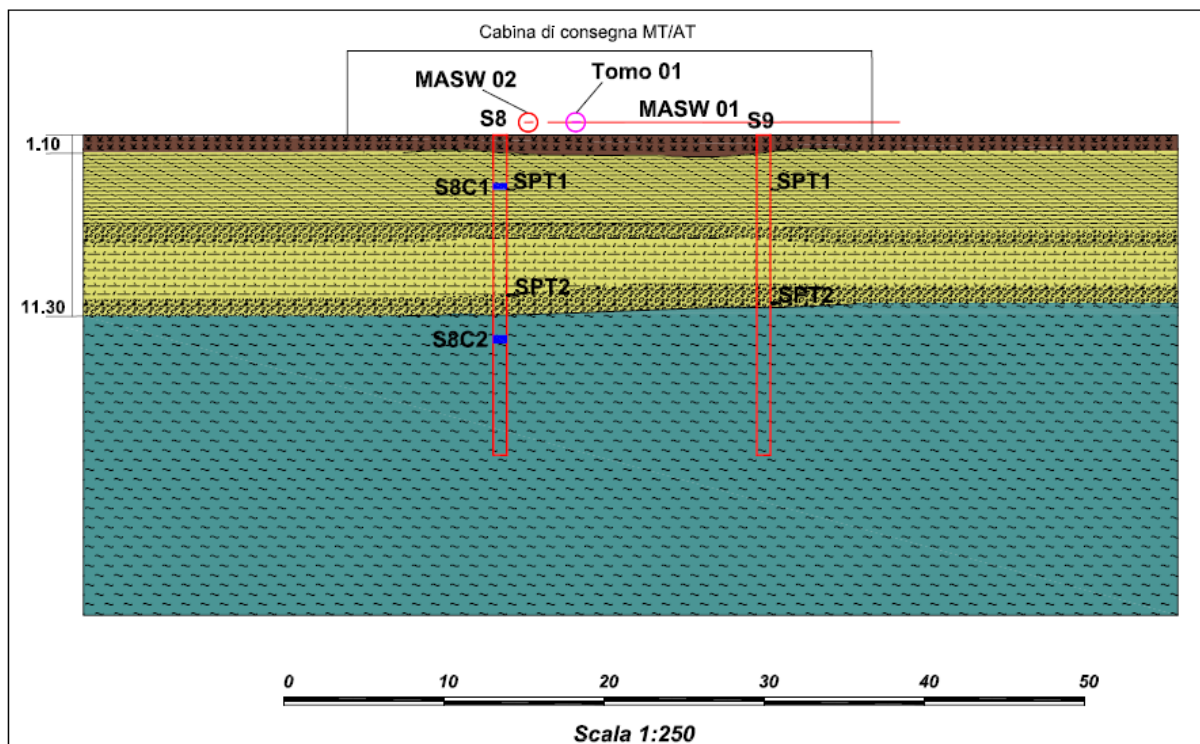 Cabina di consegna MT/AT
MASW 02
Tomo 01
MASW 01
S8
S9
1.10
S8C1
SPT1
SPT1
SPT2
SPT2
11.30
S8C2
0 10 20 30 40 50
Scala 1:250